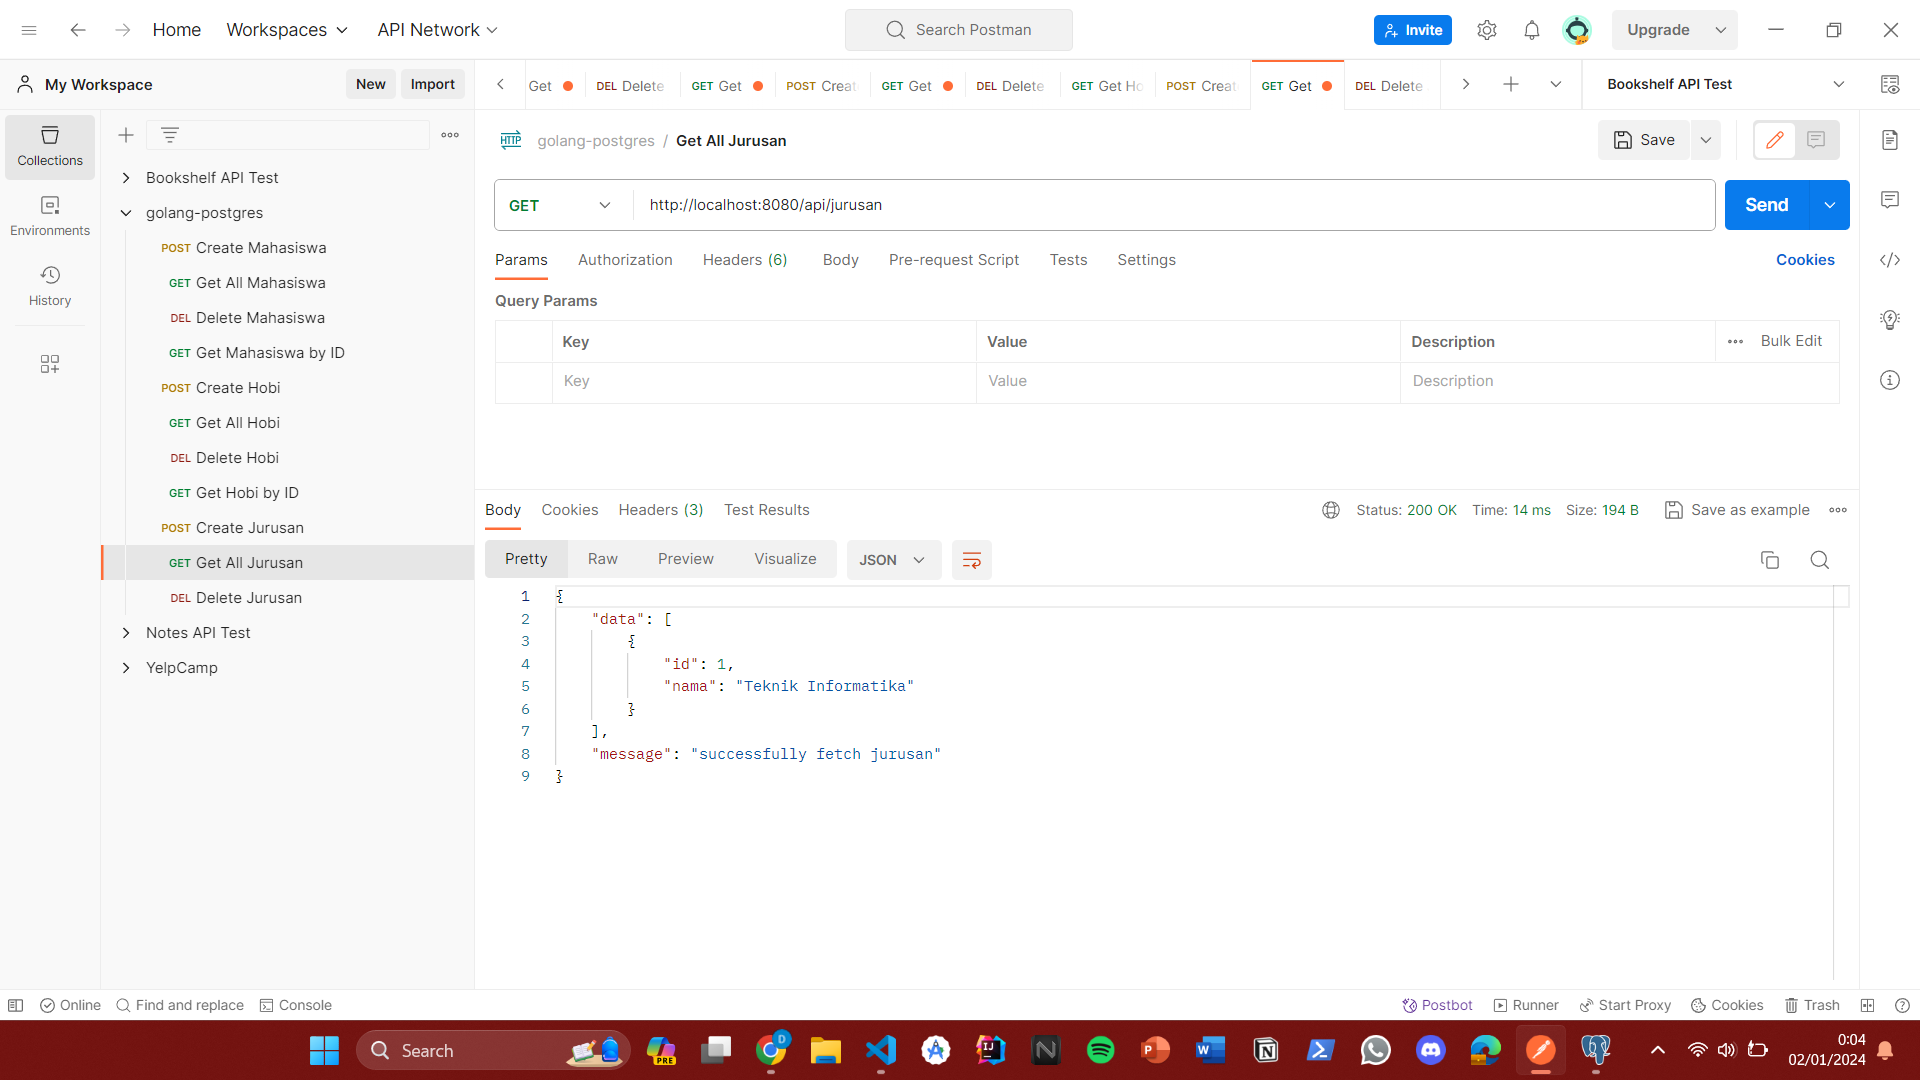 Home Workspaces API Network Search Postman Invite Upgrade
My Workspace New Import
Get DEL Delete GET Get POST Creat GET Get DEL Delete GET Get Ho POST Creat GET Get DEL Delete Bookshelf API Test
Collections
Environments
History
Bookshelf API Test
golang-postgres
POST Create Mahasiswa
GET Get All Mahasiswa
DEL Delete Mahasiswa
GET Get Mahasiswa by ID
POST Create Hobi
GET Get All Hobi
DEL Delete Hobi
GET Get Hobi by ID
POST Create Jurusan
GET Get All Jurusan
DEL Delete Jurusan
Notes API Test
YelpCamp
HTTP golang-postgres / Get All Jurusan Save
GET http://localhost:8080/api/jurusan Send
Params Authorization Headers (6) Body Pre-request Script Tests Settings Cookies
Query Params
Key Value Description Bulk Edit
Key Value Description
Body Cookies Headers (3) Test Results Status: 200 OK Time: 14 ms Size: 194 B Save as example
Pretty Raw Preview Visualize JSON
1 {
2 "data": [
3 {
4 "id": 1,
5 "nama": "Teknik Informatika"
6 }
7 ],
8 "message": "successfully fetch jurusan"
9 }
Online Find and replace Console Postbot Runner Start Proxy Cookies Trash
Search PRE D 0:04
02/01/2024